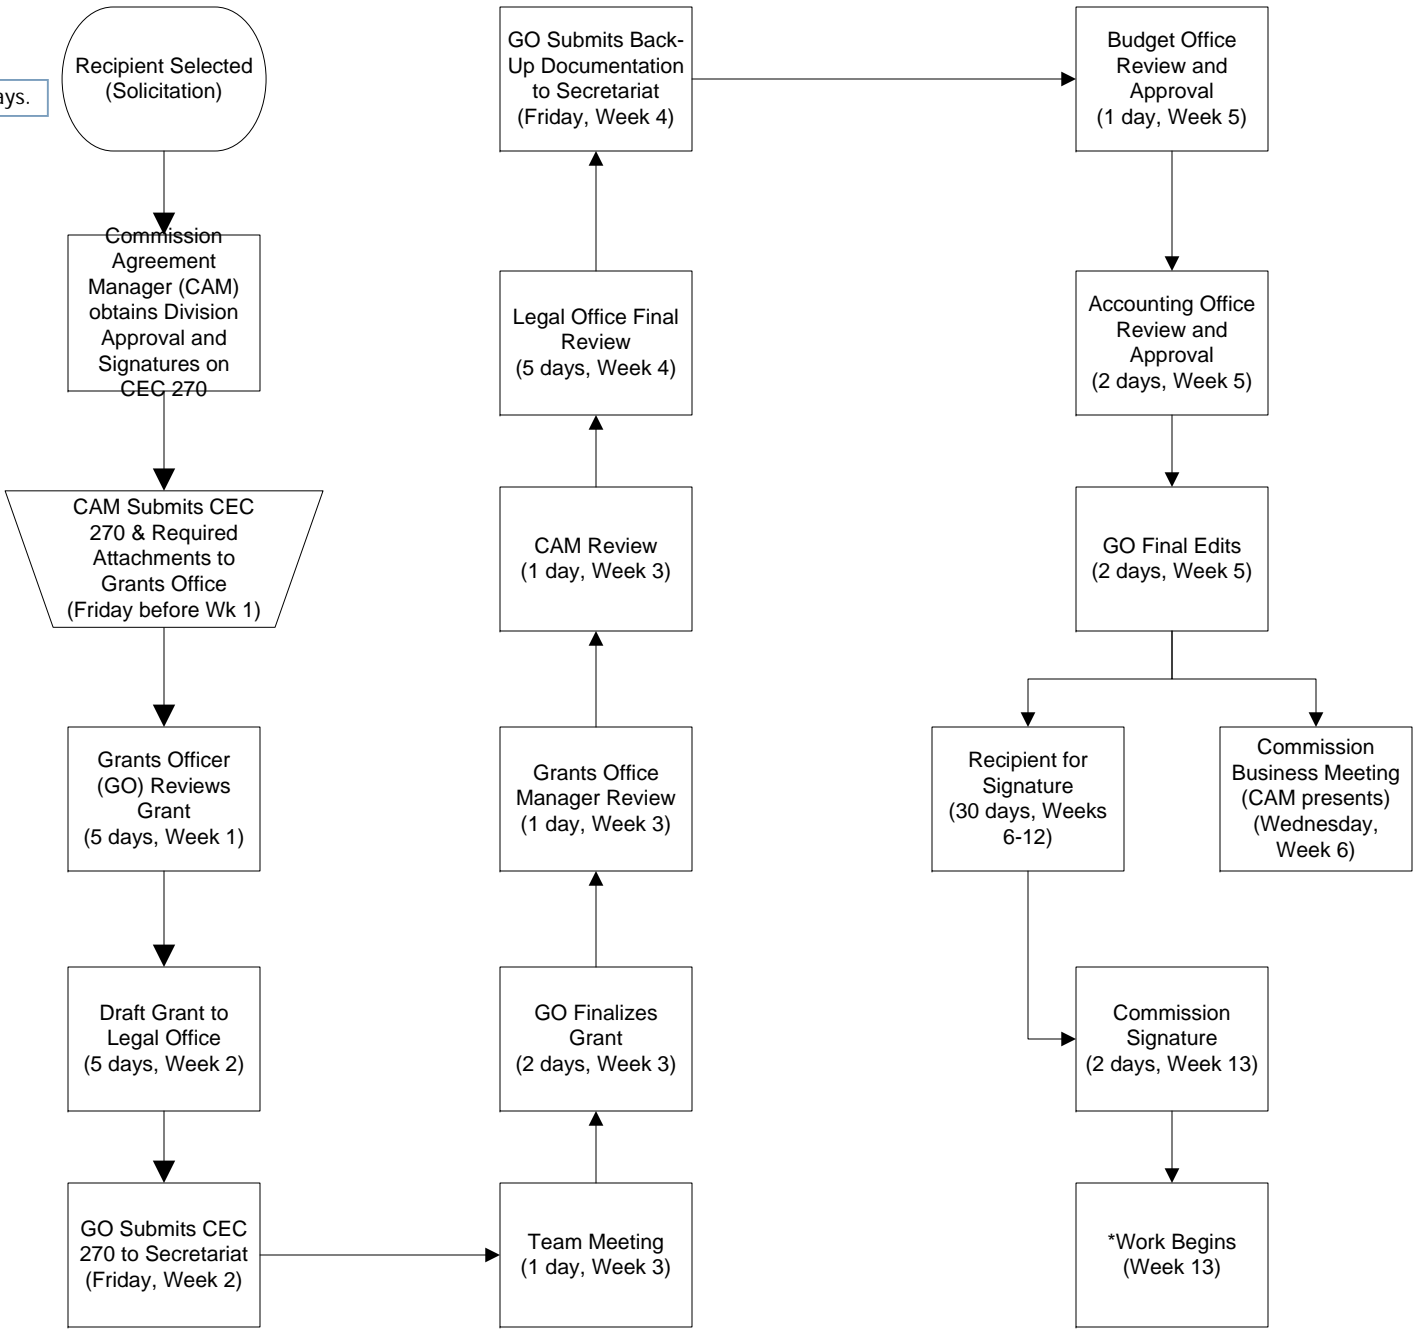 ays.
Recipient Selected
(Solicitation)
Commission
Agreement
Manager (CAM)
obtains Division
Approval and
Signatures on
CEC 270
CAM Submits CEC
270 & Required
Attachments to
Grants Office
(Friday before Wk 1)
Grants Officer
(GO) Reviews
Grant
(5 days, Week 1)
Draft Grant to
Legal Office
(5 days, Week 2)
GO Submits CEC
270 to Secretariat
(Friday, Week 2)
Team Meeting
(1 day, Week 3)
GO Finalizes
Grant
(2 days, Week 3)
Grants Office
Manager Review
(1 day, Week 3)
CAM Review
(1 day, Week 3)
Legal Office Final
Review
(5 days, Week 4)
GO Submits Back-
Up Documentation
to Secretariat
(Friday, Week 4)
Budget Office
Review and
Approval
(1 day, Week 5)
Accounting Office
Review and
Approval
(2 days, Week 5)
GO Final Edits
(2 days, Week 5)
Recipient for
Signature
(30 days, Weeks
6-12)
Commission
Business Meeting
(CAM presents)
(Wednesday,
Week 6)
Commission
Signature
(2 days, Week 13)
*Work Begins
(Week 13)